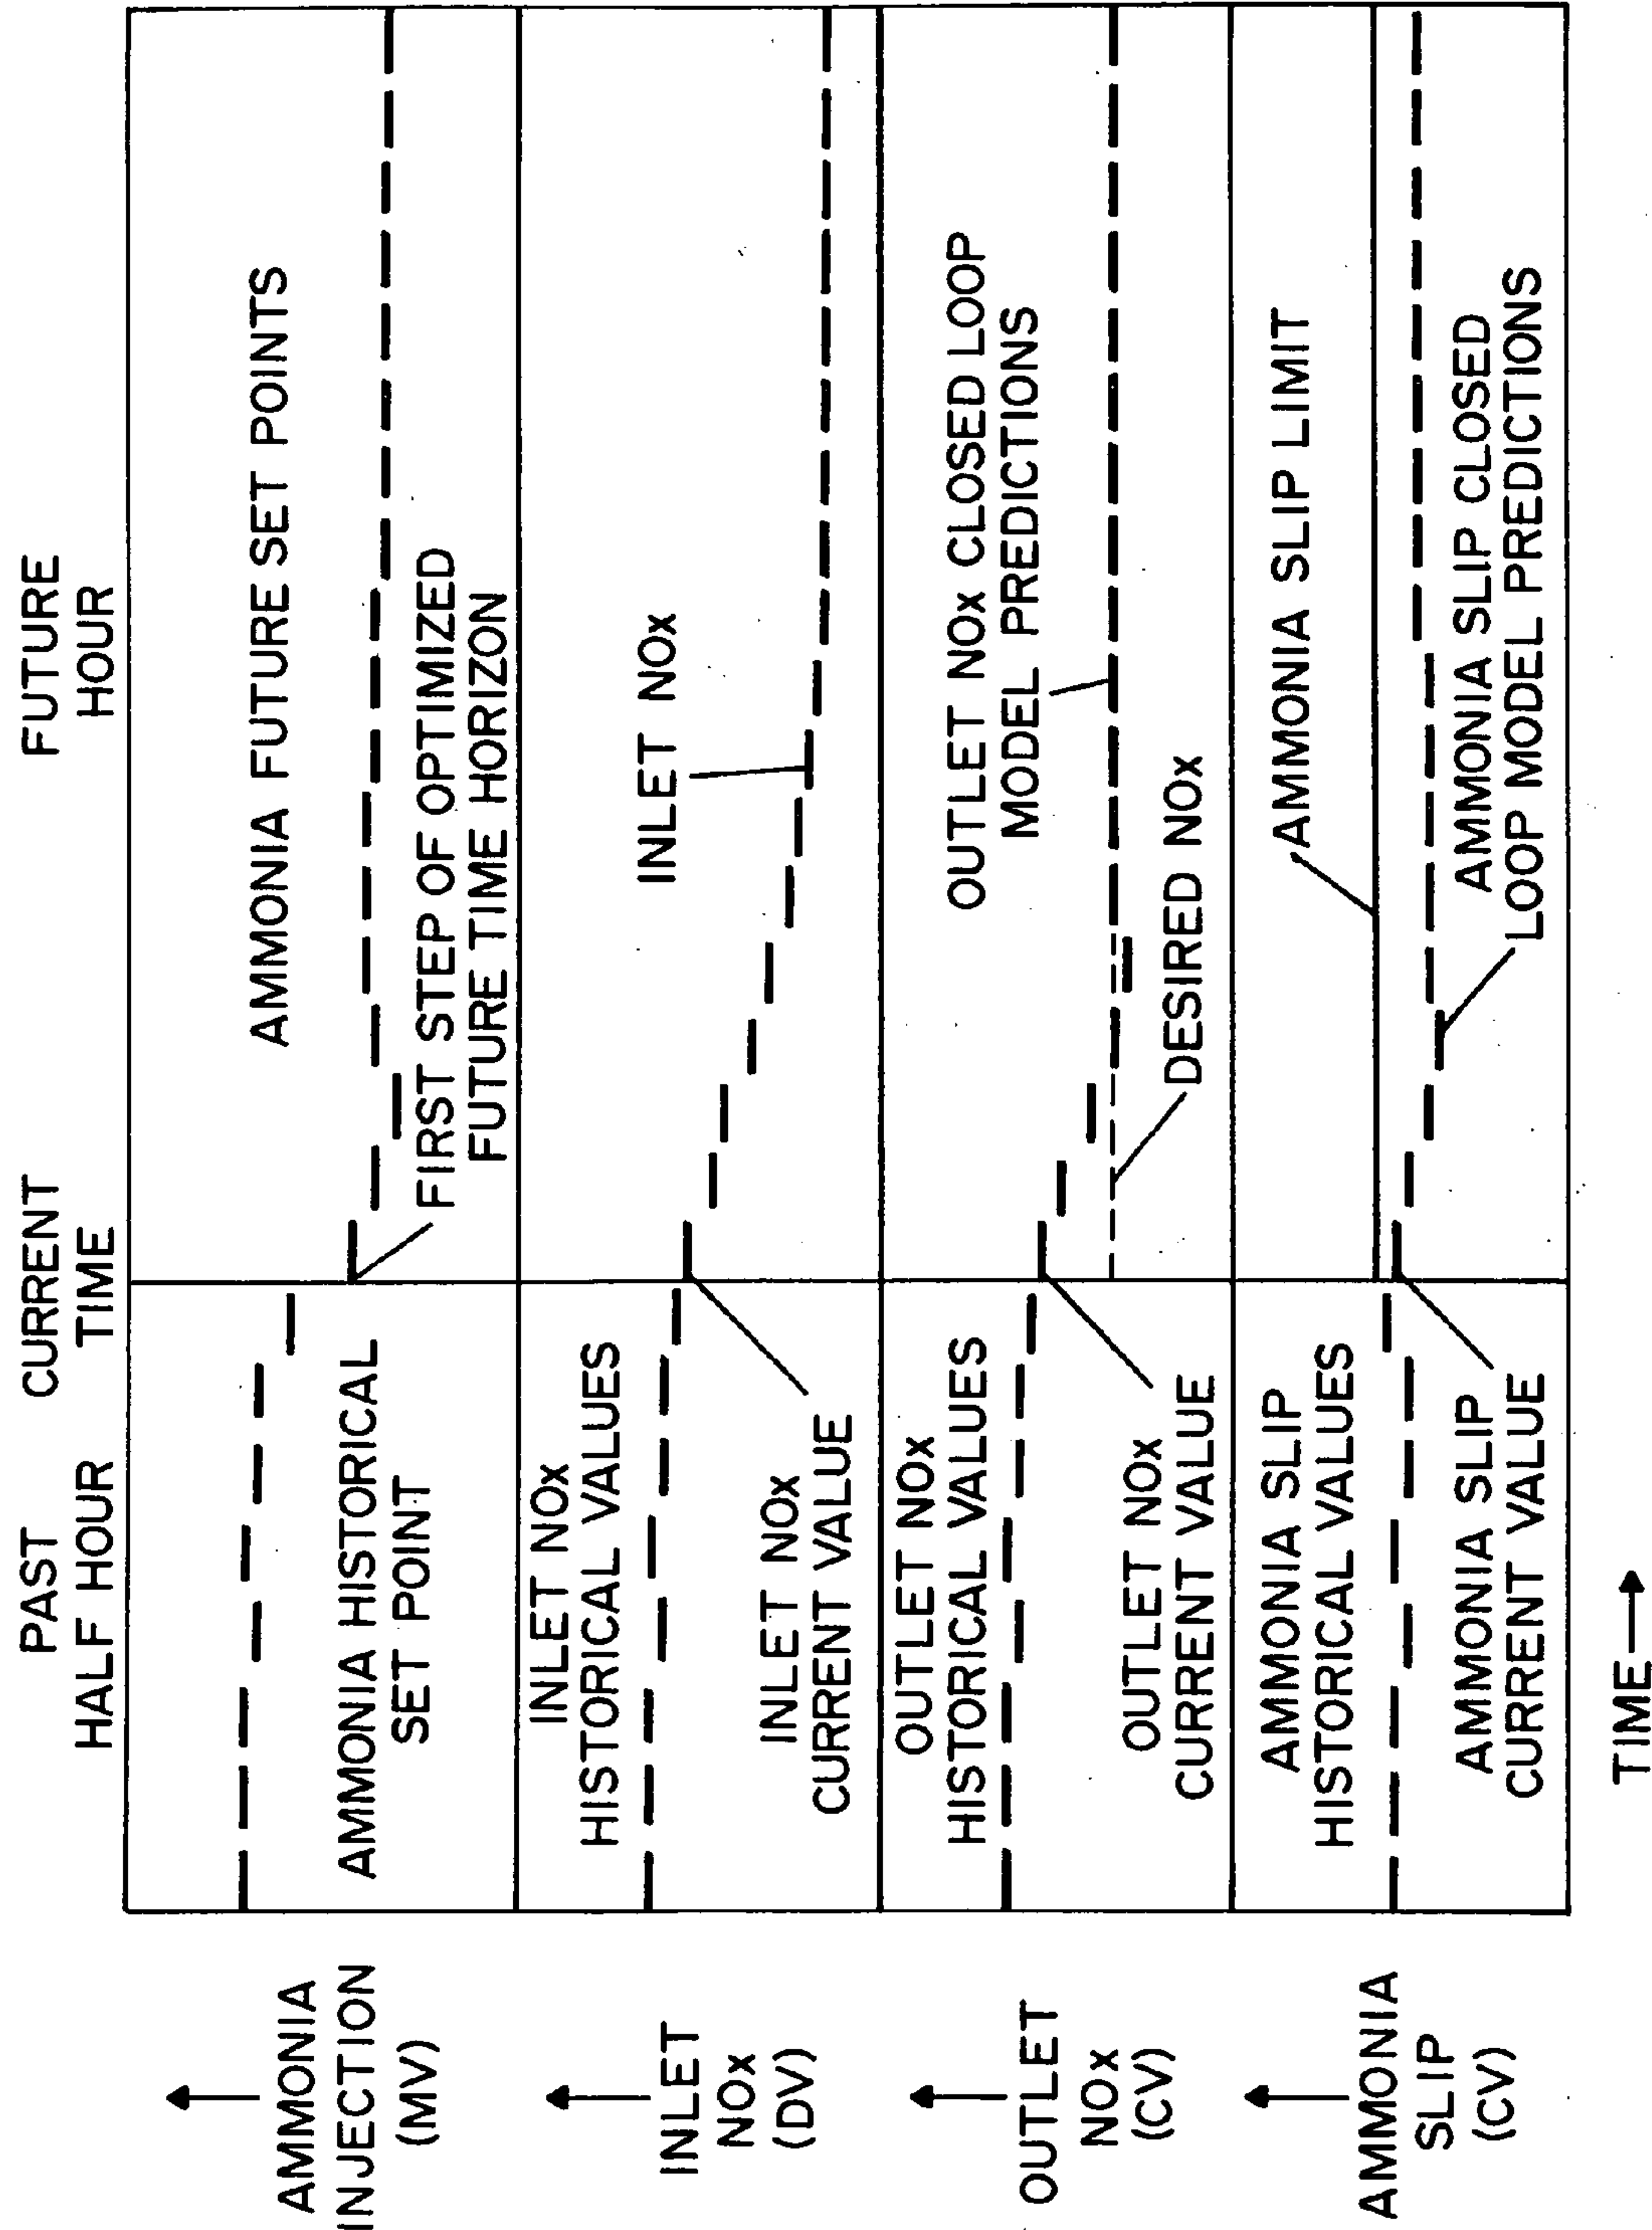 PAST
HALF HOUR
CURRENT
TIME
FUTURE
HOUR
AMMONIA
INJECTION
(MV)
AMMONIA HISTORICAL
SET POINT
AMMONIA FUTURE SET POINTS
FIRST STEP OF OPTIMIZED
FUTURE TIME HORIZON
INLET
NOx
(DV)
INLET NOx
HISTORICAL VALUES
INLET NOx
CURRENT VALUE
INLET NOx
OUTLET
NOx
(CV)
OUTLET NOx
HISTORICAL VALUES
OUTLET NOx
CURRENT VALUE
OUTLET NOx CLOSED LOOP
MODEL PREDICTIONS
DESIRED NOx
AMMONIA
SLIP
(CV)
AMMONIA SLIP
HISTORICAL VALUES
AMMONIA SLIP
CURRENT VALUE
AMMONIA SLIP LIMIT
AMMONIA SLIP CLOSED
LOOP MODEL PREDICTIONS
TIME